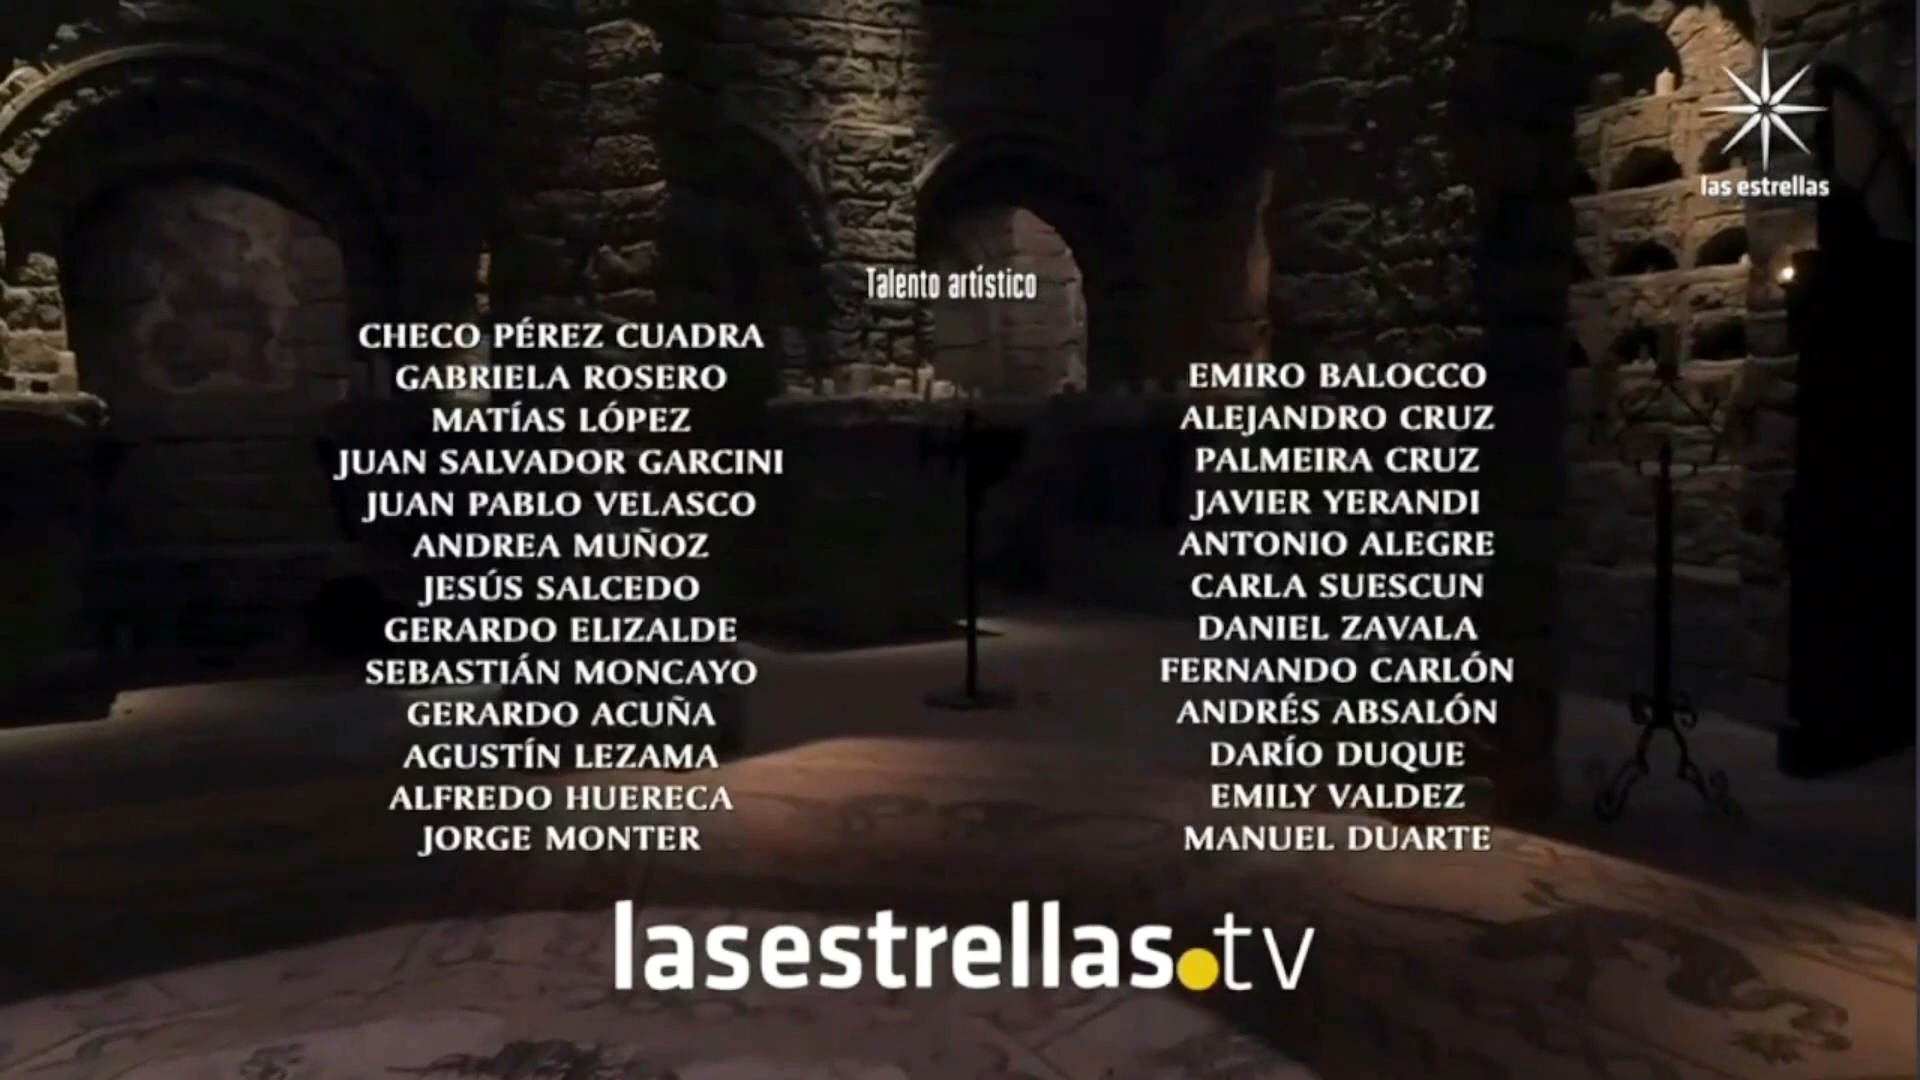 las estrellas
Talento artístico
CHECO PÉREZ CUADRA
GABRIELA ROSERO
MATÍAS LÓPEZ
JUAN SALVADOR GARCINI
JUAN PABLO VELASCO
ANDREA MUÑOZ
JESÚS SALCEDO
GERARDO ELIZALDE
SEBASTIÁN MONCAYO
GERARDO ACUÑA
AGUSTÍN LEZAMA
ALFREDO HUERECA
JORGE MONTER
EMIRO BALOCCO
ALEJANDRO CRUZ
PALMEIRA CRUZ
JAVIER YERANDI
ANTONIO ALEGRE
CARLA SUESCUN
DANIEL ZAVALA
FERNANDO CARLÓN
ANDRÉS ABSALÓN
DARÍO DUQUE
EMILY VALDEZ
MANUEL DUARTE
lasestrellas.tv